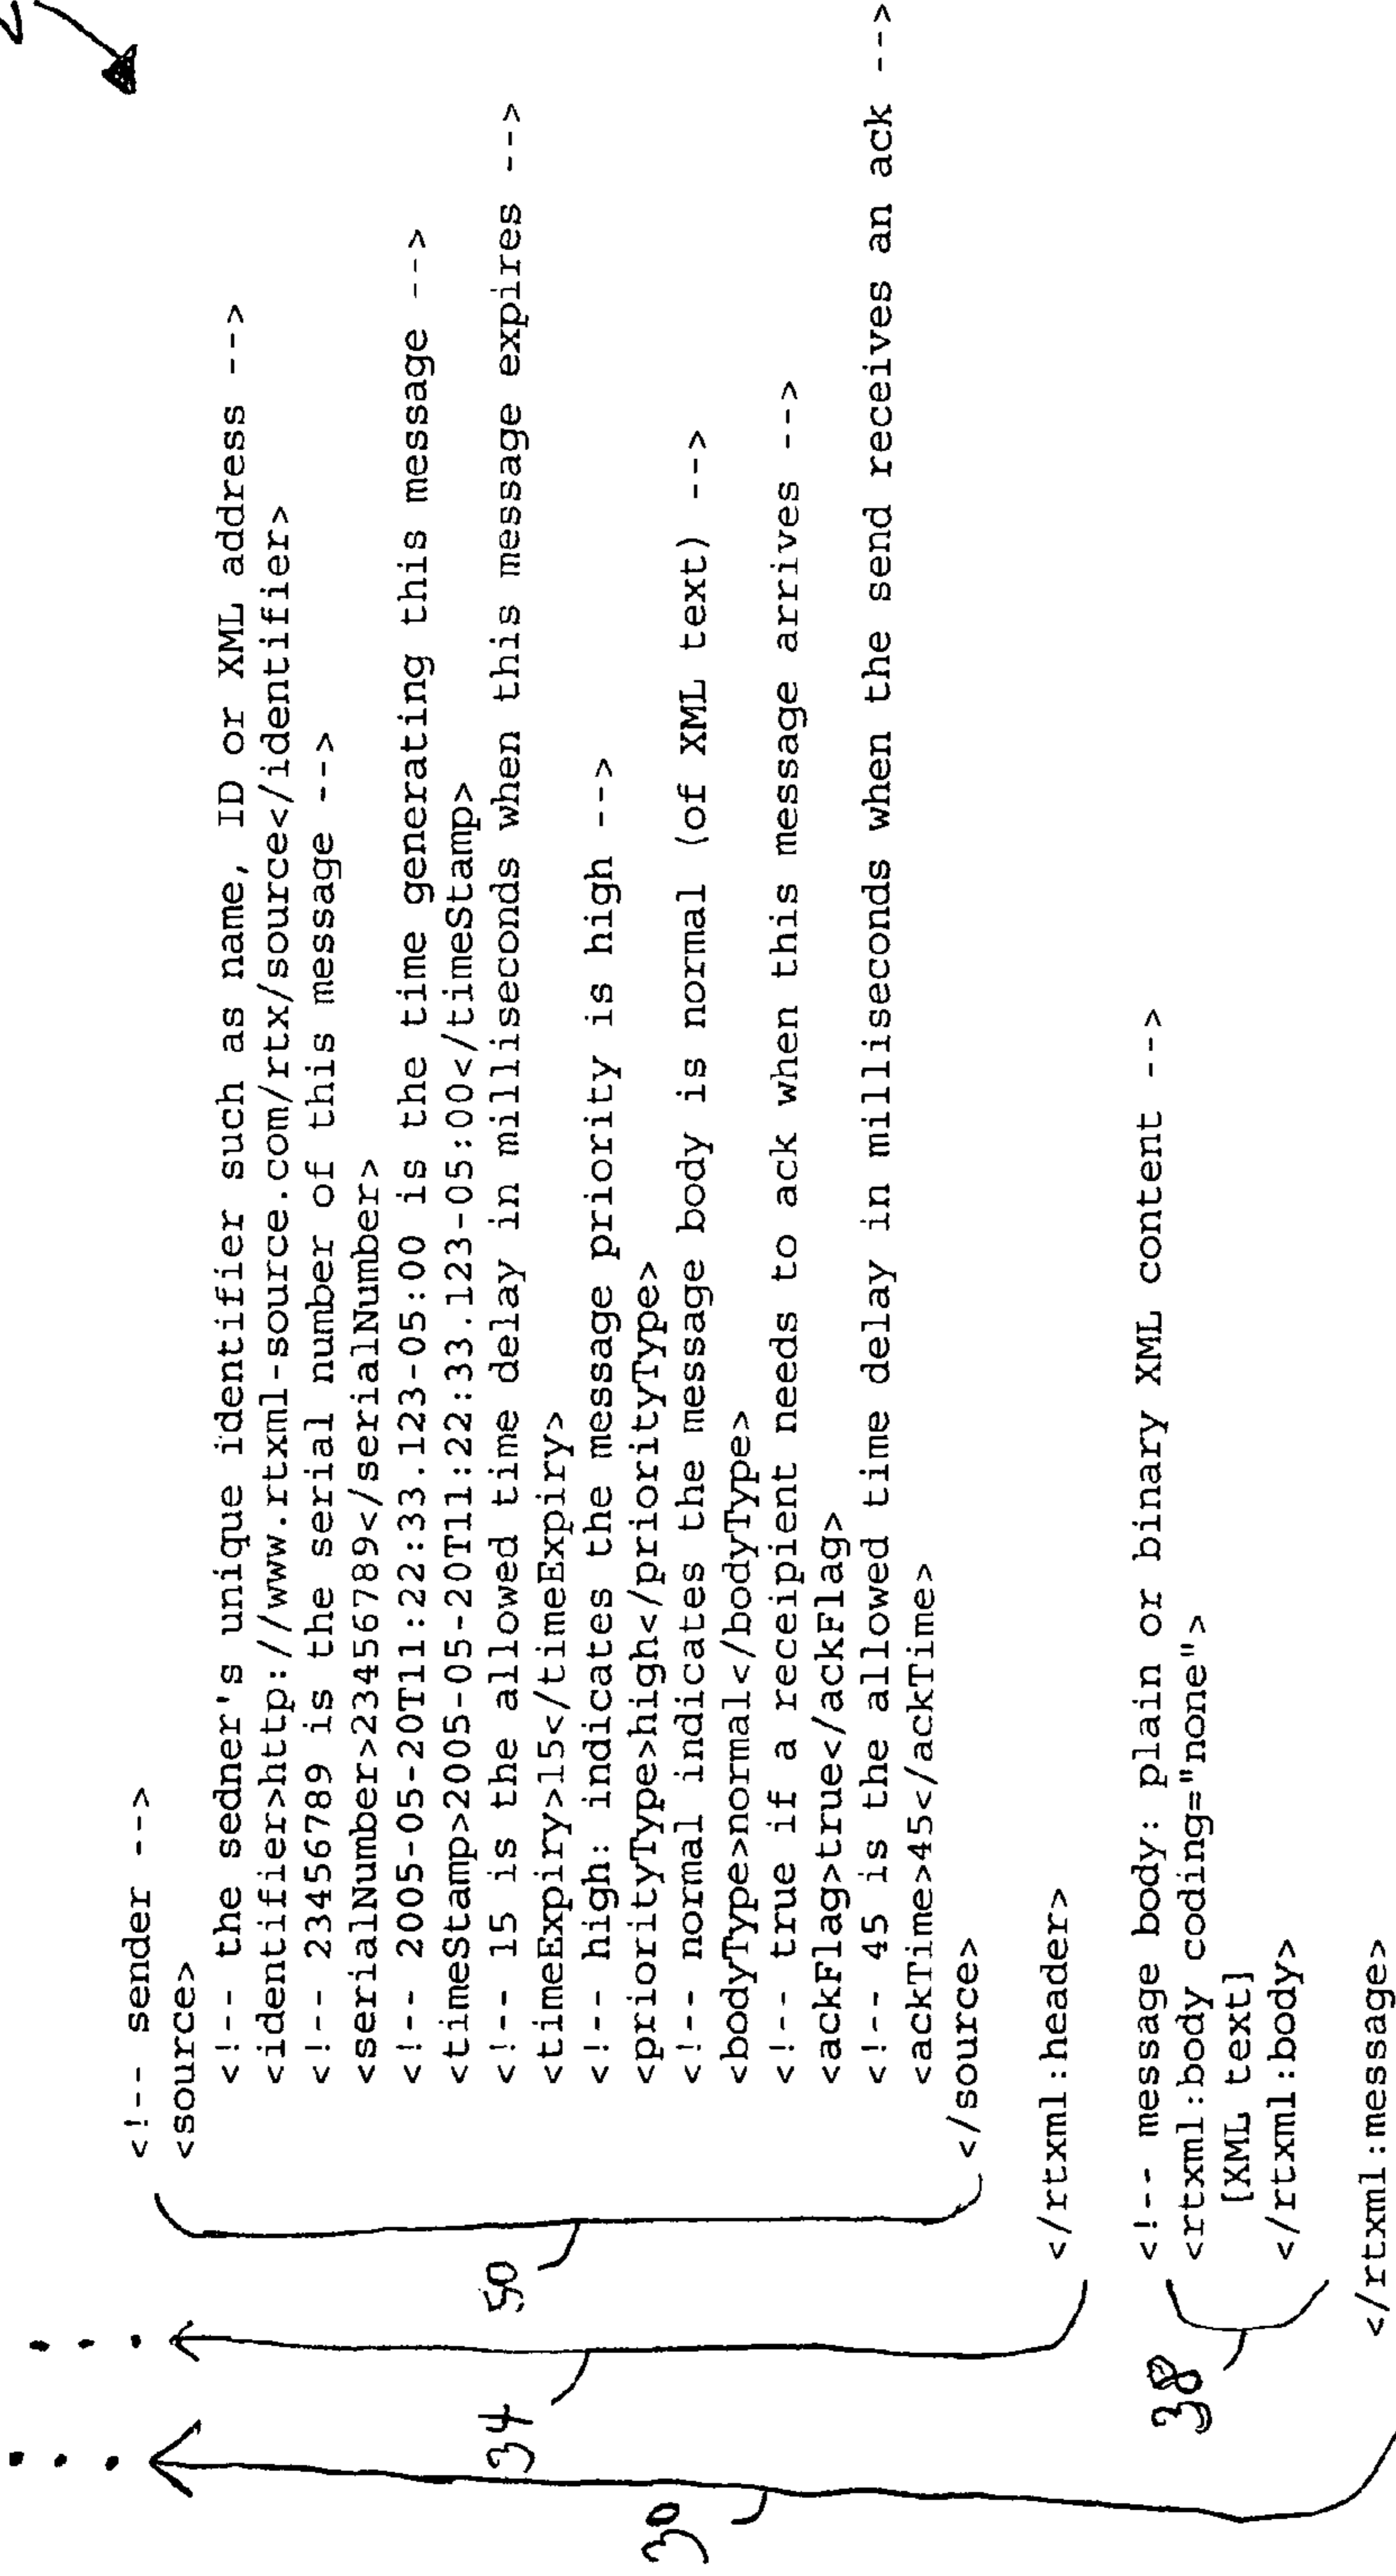 <!-- sender -->
<source>
<!-- the sedner's unique identifier such as name, ID or XML address -->
<identifier>http://www.rtxml-source.com/rtx/source</identifier>
<!-- 23456789 is the serial number of this message -->
<serialNumber>23456789</serialNumber>
<!-- 2005-05-20T11:22:33.123-05:00 is the time generating this message -->
<timeStamp>2005-05-20T11:22:33.123-05:00</timeStamp>
<!-- 15 is the allowed time delay in milliseconds when this message expires -->
<timeExpiry>15</timeExpiry>
<!-- high: indicates the message priority is high -->
<priorityType>high</priorityType>
<!-- normal indicates the message body is normal (of XML text) -->
<bodyType>normal</bodyType>
<!-- true if a receipient needs to ack when this message arrives -->
<ackFlag>true</ackFlag>
<!-- 45 is the allowed time delay in milliseconds when the send receives an ack -->
<ackTime>45</ackTime>
</source>
</rtxml:header>
<!-- message body: plain or binary XML content -->
<rtxml:body coding="none">
[XML text]
</rtxml:body>
</rtxml:message>
50
34
30
38